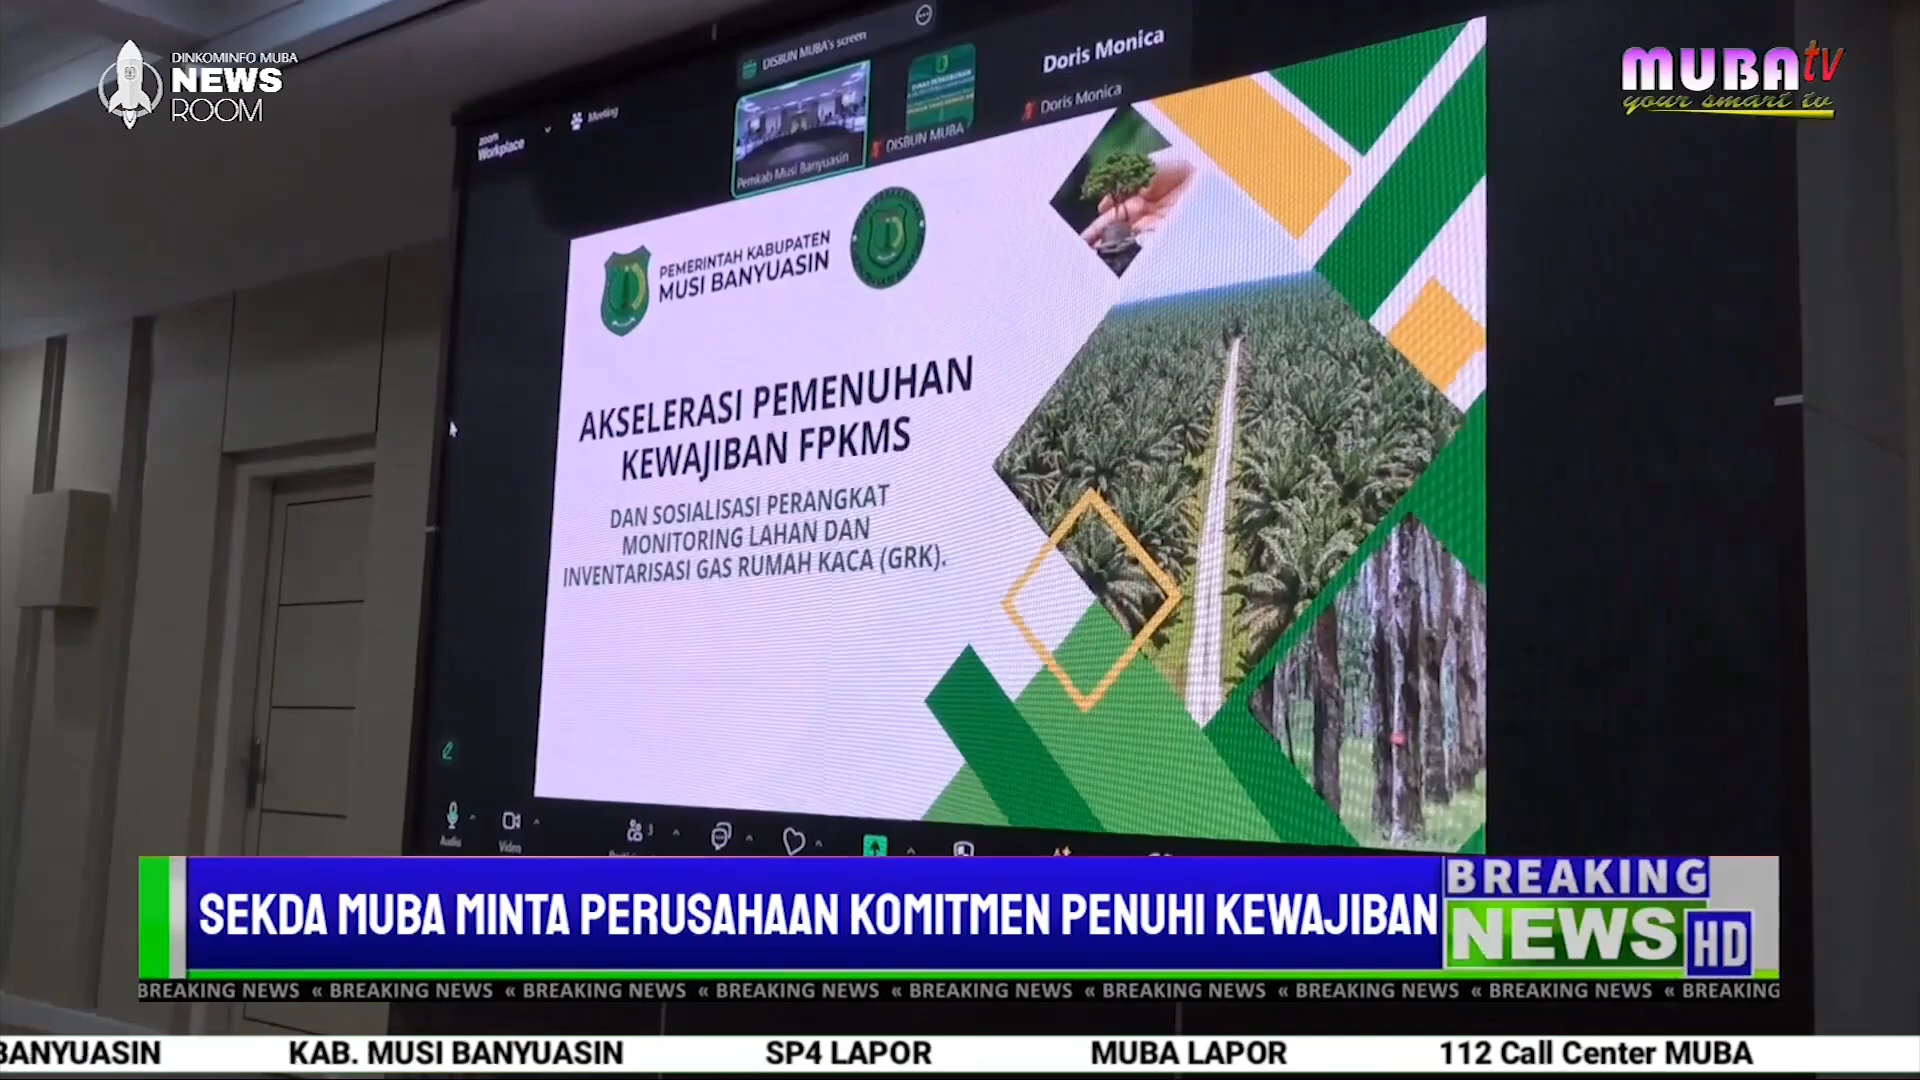 DINKOMINFO MUBA
NEWS
ROOM
MUBA tv
your smart tv
zoom
Workplace
Meeting
DISBUN MUBA's screen
Pemkab Musi Banyuasin
DISBUN MUBA
Doris Monica
Doris Monica
PEMERINTAH KABUPATEN
MUSI BANYUASIN
AKSELERASI PEMENUHAN
KEWAJIBAN FPKMS
DAN SOSIALISASI PERANGKAT
MONITORING LAHAN DAN
INVENTARISASI GAS RUMAH KACA (GRK).
Audio
Video
3
SEKDA MUBA MINTA PERUSAHAAN KOMITMEN PENUHI KEWAJIBAN
BREAKING
NEWS HD
BREAKING NEWS « BREAKING NEWS « BREAKING NEWS « BREAKING NEWS « BREAKING NEWS « BREAKING NEWS « BREAKING NEWS « BREAKING NEWS « BREAKING
BANYUASIN KAB. MUSI BANYUASIN SP4 LAPOR MUBA LAPOR 112 Call Center MUBA